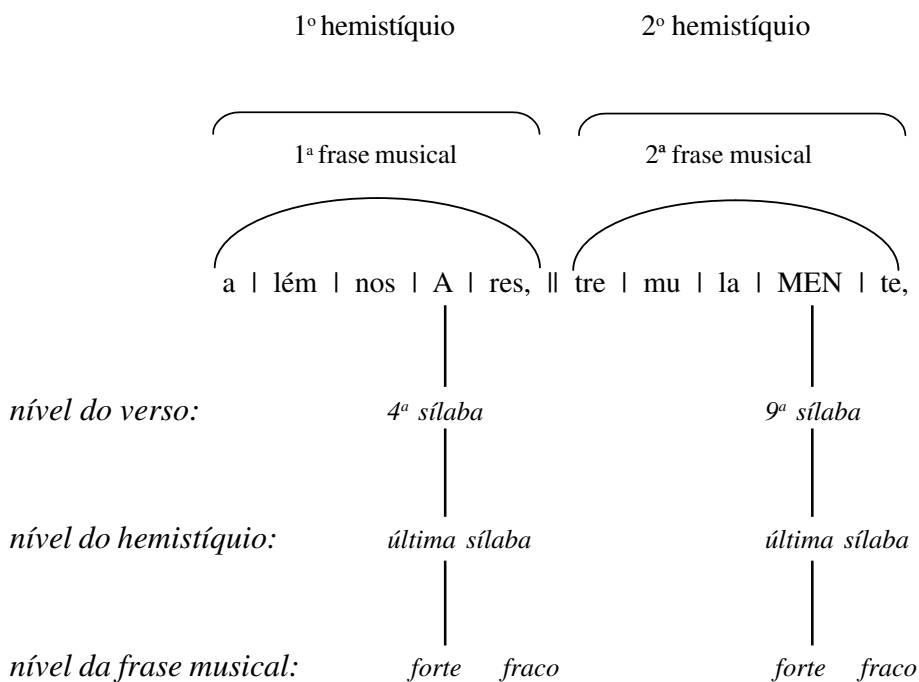 1º hemistíquio 2º hemistíquio
1ª frase musical 2ª frase musical
a | lém | nos | A | res, || tre | mu | la | MEN | te,
nível do verso: 4ª sílaba 9ª sílaba
nível do hemistíquio: última sílaba última sílaba
nível da frase musical: forte fraco forte fraco